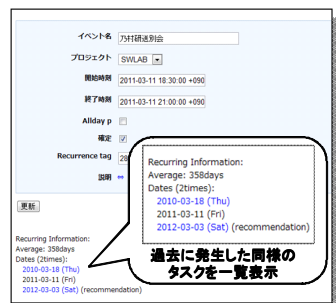 イベント名 乃村研送別会
プロジェクト SWLAB
開始時刻 2011-03-11 18:30:00 +090
終了時刻 2011-03-11 21:00:00 +090
Allday p
確定
Recurrence tag 28
説明
更新
Recurring Information:
Average: 358days
Dates (2times):
2010-03-18 (Thu)
2011-03-11 (Fri)
2012-03-03 (Sat) (recommendation)
Recurring Information:
Average: 358days
Dates (2times):
2010-03-18 (Thu)
2011-03-11 (Fri)
2012-03-03 (Sat) (recommendation)
過去に発生した同様の
タスクを一覧表示